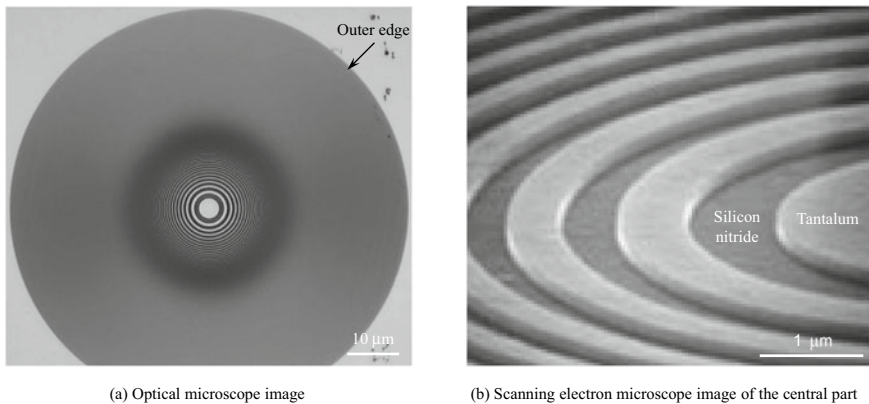 Outer edge
10 μm
Silicon
nitride
Tantalum
1 μm
(a) Optical microscope image
(b) Scanning electron microscope image of the central part